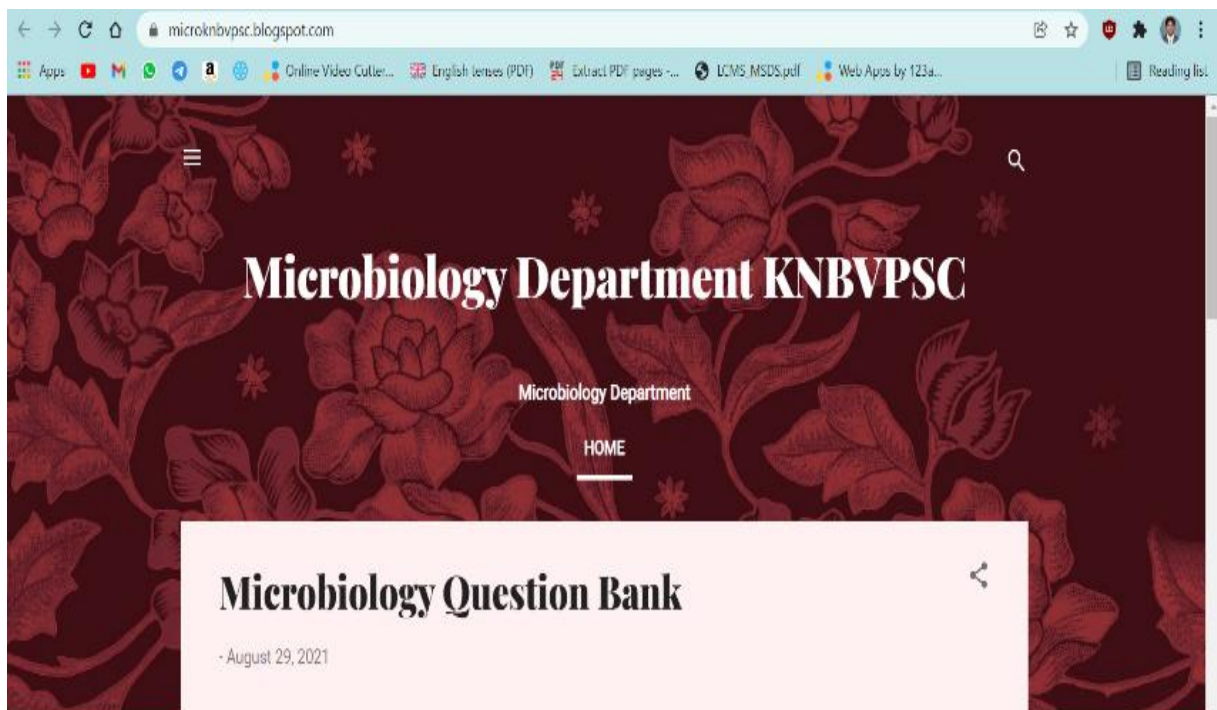 microknbvpsc.blogspot.com
Apps
Online Video Cutter...
English tenses (PDF)
Extract PDF pages -...
LCMS_MSDS.pdf
Web Apps by 123a...
Reading list
Microbiology Department KNBVPSC
Microbiology Department
HOME
Microbiology Question Bank
- August 29, 2021